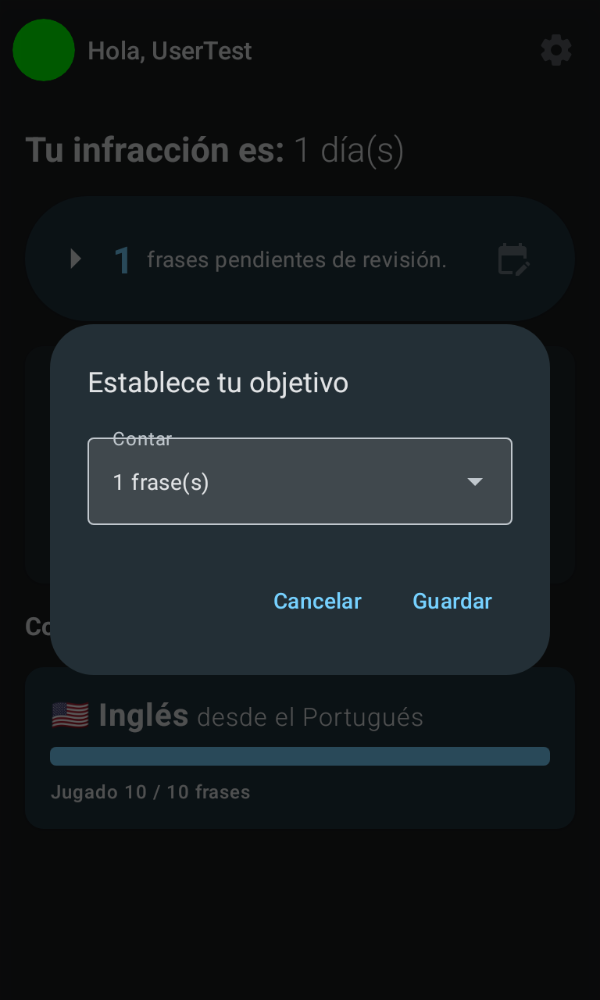 Hola, UserTest
Tu infracción es: 1 día(s)
1 frases pendientes de revisión.
Establece tu objetivo
Contar
1 frase(s)
Cancelar Guardar
Co
Inglés desde el Portugués
Jugado 10 / 10 frases